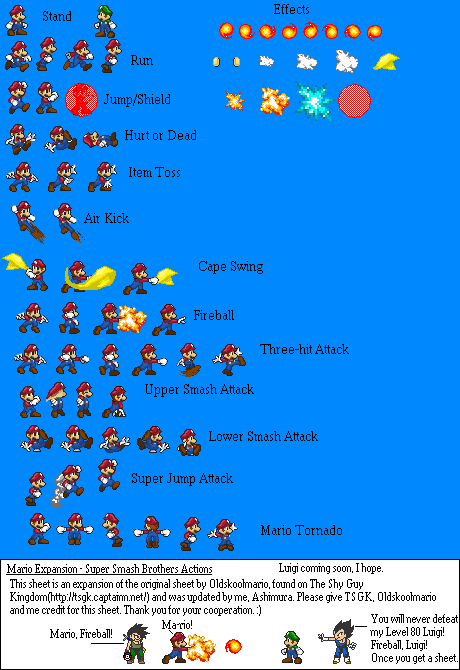 Stand
Effects
Run
Jump/Shield
Hurt or Dead
Item Toss
Air Kick
Cape Swing
Fireball
Three-hit Attack
Upper Smash Attack
Lower Smash Attack
Super Jump Attack
Mario Tornado
Mario Expansion - Super Smash Brothers Actions
Luigi coming soon, I hope.
This sheet is an expansion of the original sheet by Oldskoolmario, found on The Shy Guy
Kingdom(http://tsgk.captainn.net/) and was updated by me, Ashimura. Please give TSGK, Oldskoolmario
and me credit for this sheet. Thank you for your cooperation. :)
Mario, Fireball!
Ma-rio!
You will never defeat
my Level 80 Luigi!
Fireball, Luigi!
Once you get a sheet.